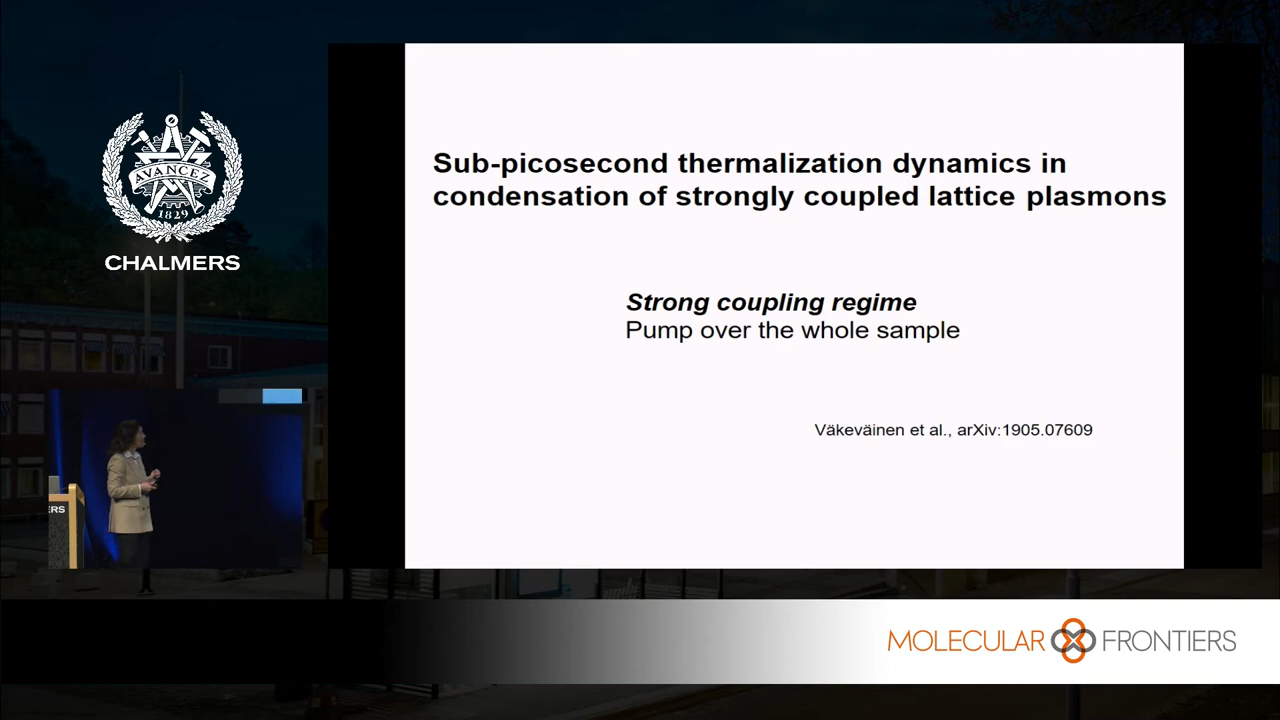 AVANCEZ
1829
CHALMERS
Sub-picosecond thermalization dynamics in
condensation of strongly coupled lattice plasmons
Strong coupling regime
Pump over the whole sample
Väkeväinen et al., arXiv:1905.07609
ERS
MOLECULAR FRONTIERS